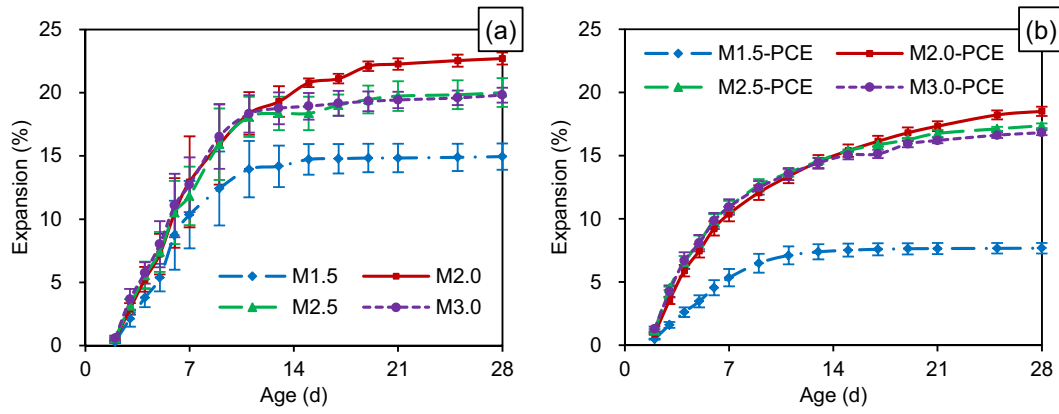 (a)
25
20
15
10
5
0
Expansion (%)
0 7 14 21 28
Age (d)
M1.5 M2.0
M2.5 M3.0
(b)
25
20
15
10
5
0
Expansion (%)
0 7 14 21 28
Age (d)
M1.5-PCE M2.0-PCE
M2.5-PCE M3.0-PCE